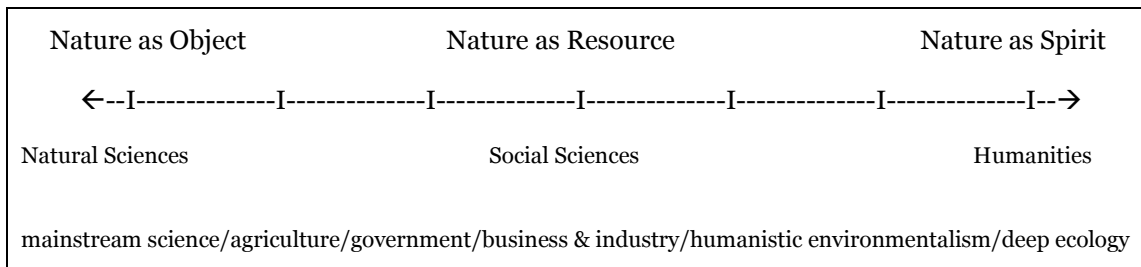 Nature as Object Nature as Resource Nature as Spirit
←--I--------------I--------------I--------------I--------------I--------------I--------------I--→
Natural Sciences Social Sciences Humanities
mainstream science/agriculture/government/business & industry/humanistic environmentalism/deep ecology